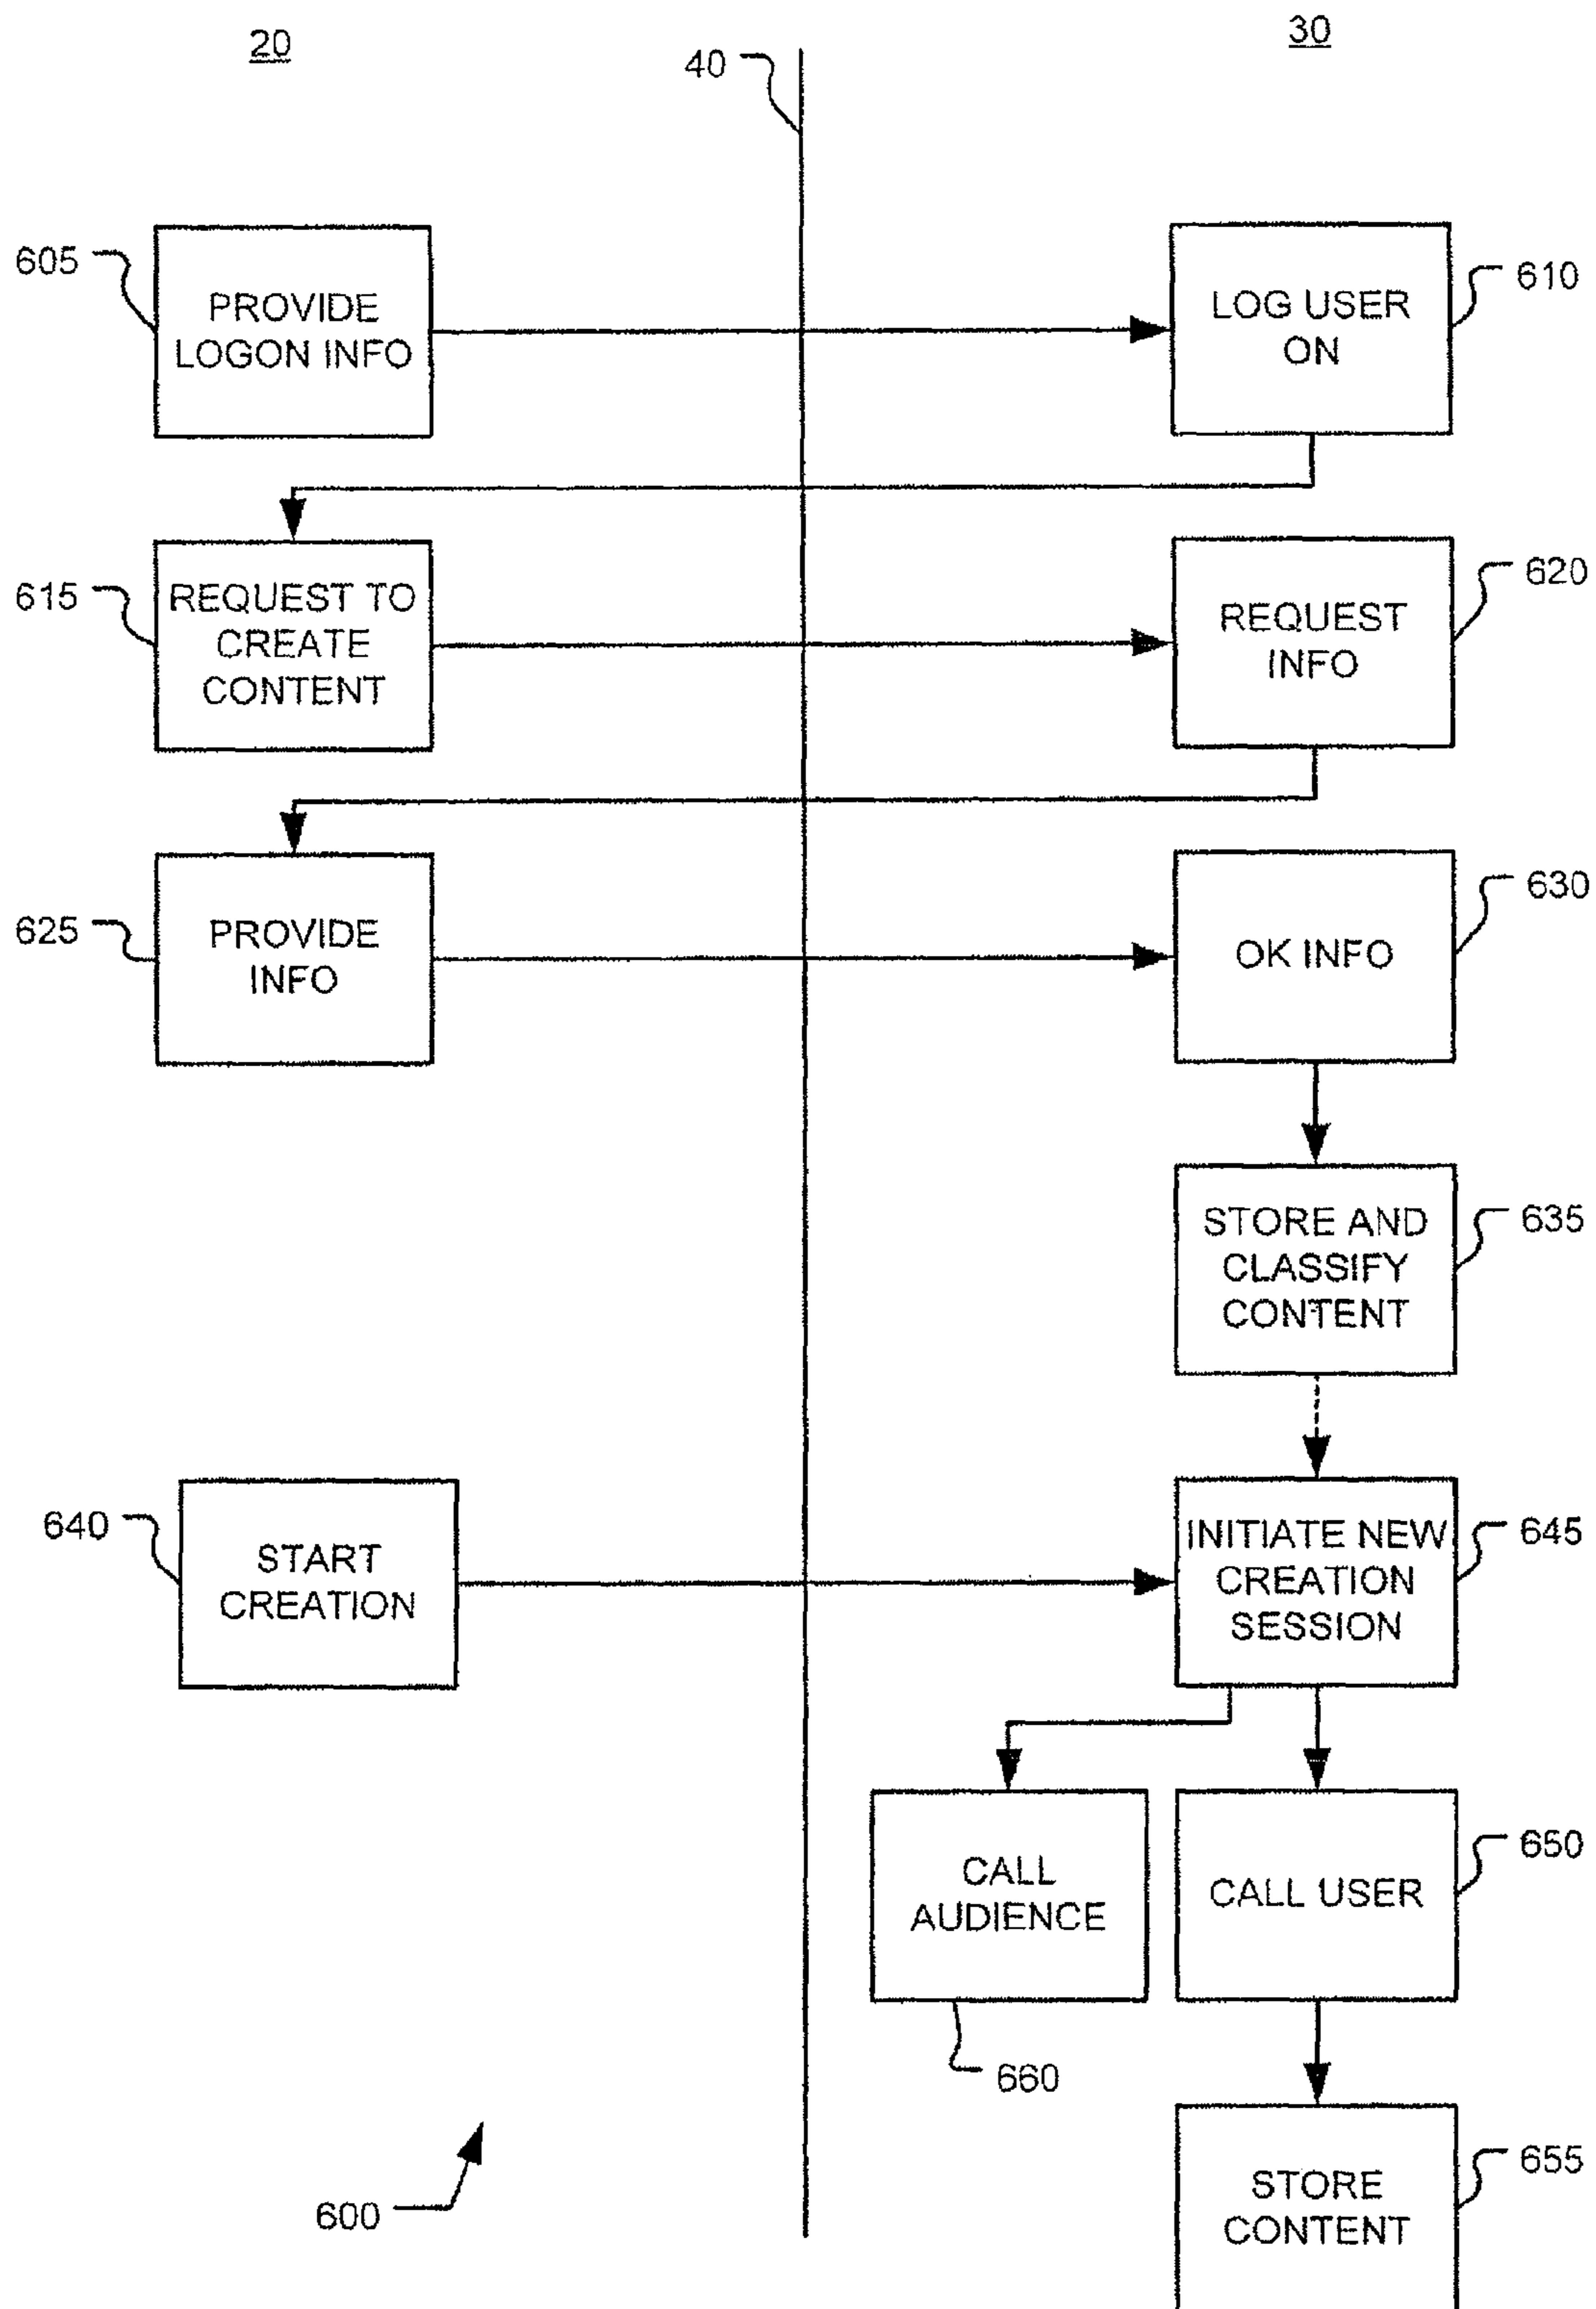 20
30
40
605
PROVIDE
LOGON INFO
LOG USER
ON
610
615
REQUEST TO
CREATE
CONTENT
REQUEST
INFO
620
625
PROVIDE
INFO
OK INFO
630
STORE AND
CLASSIFY
CONTENT
635
640
START
CREATION
INITIATE NEW
CREATION
SESSION
645
CALL
AUDIENCE
660
CALL USER
650
600
STORE
CONTENT
655